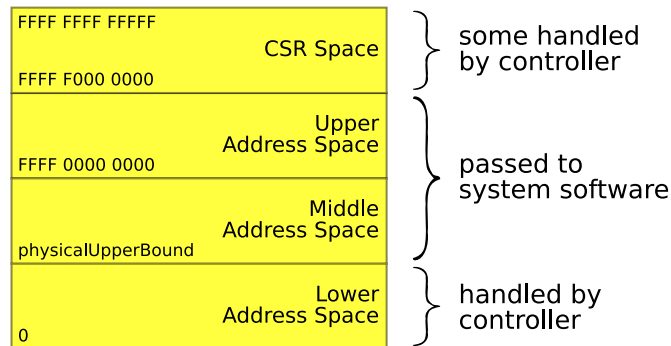 FFFF FFFF FFFFF
CSR Space
FFFF F000 0000
some handled
by controller
Upper
Address Space
FFFF 0000 0000
Middle
Address Space
physicalUpperBound
passed to
system software
Lower
Address Space
0
handled by
controller